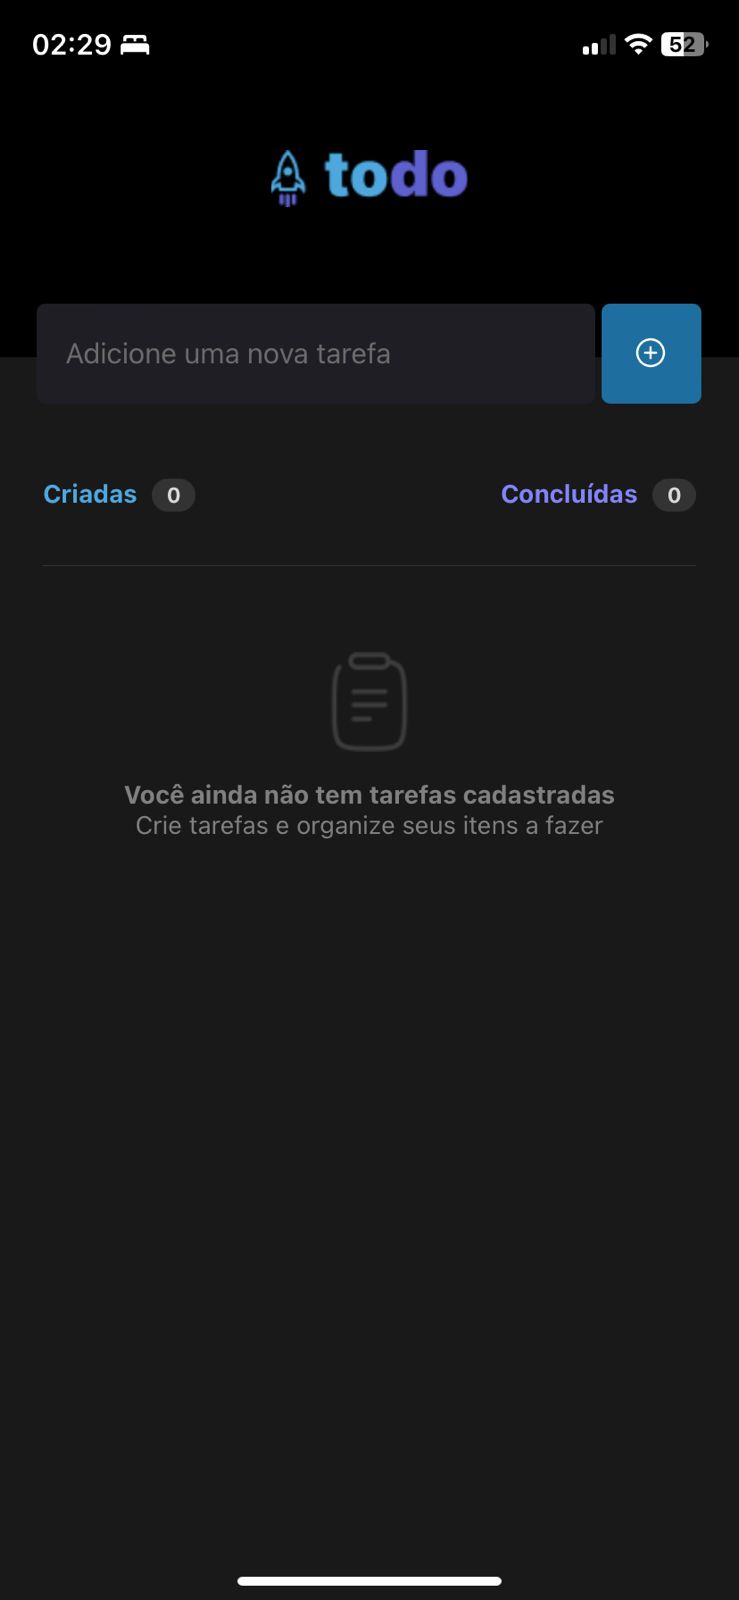 02:29
52
todo
Adicione uma nova tarefa
Criadas 0
Concluídas 0
Você ainda não tem tarefas cadastradas
Crie tarefas e organize seus itens a fazer